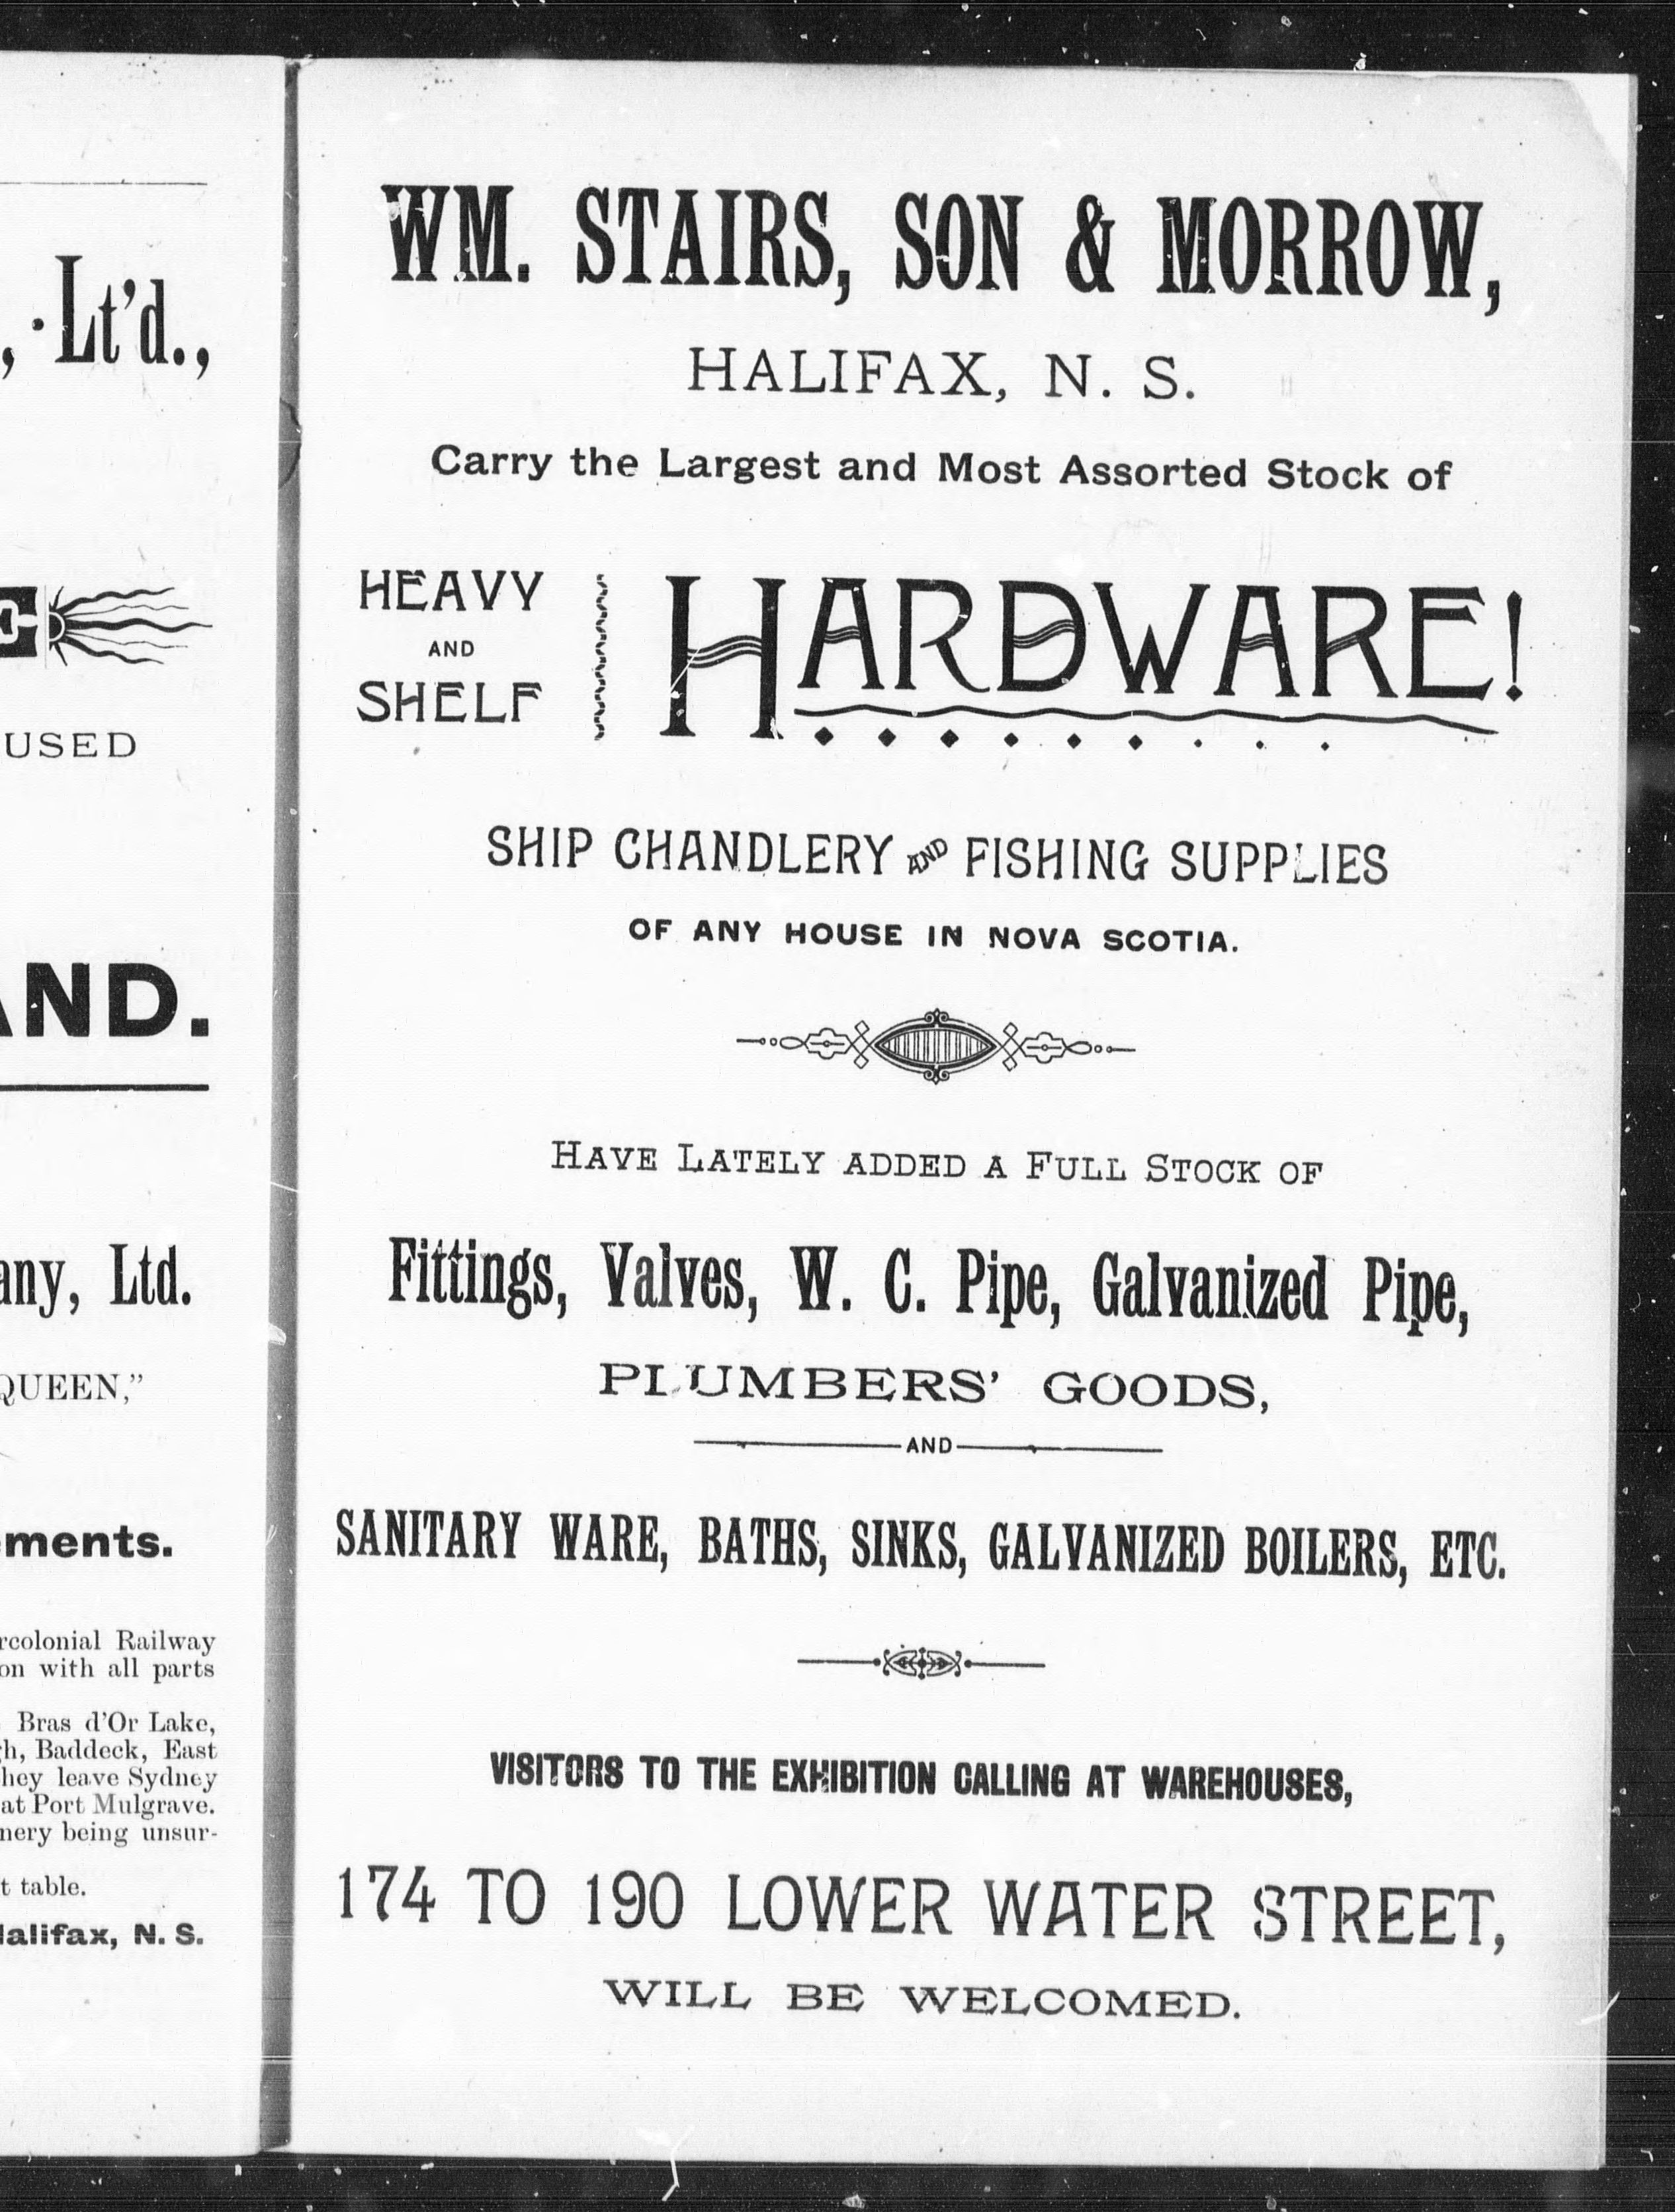 , · Lt'd.,
USED
AND.
any, Ltd.
QUEEN,"
ments.
rcolonial Railway
on with all parts
Bras d'Or Lake,
gh, Baddeck, East
they leave Sydney
at Port Mulgrave.
nery being unsur-
t table.
Halifax, N. S.
WM. STAIRS, SON & MORROW,
HALIFAX, N. S.
Carry the Largest and Most Assorted Stock of
HEAVY
AND
SHELF
HARDWARE!
SHIP CHANDLERY AND FISHING SUPPLIES
OF ANY HOUSE IN NOVA SCOTIA.
HAVE LATELY ADDED A FULL STOCK OF
Fittings, Valves, W. C. Pipe, Galvanized Pipe,
PLUMBERS' GOODS,
AND
SANITARY WARE, BATHS, SINKS, GALVANIZED BOILERS, ETC.
VISITORS TO THE EXHIBITION CALLING AT WAREHOUSES,
174 TO 190 LOWER WATER STREET,
WILL BE WELCOMED.